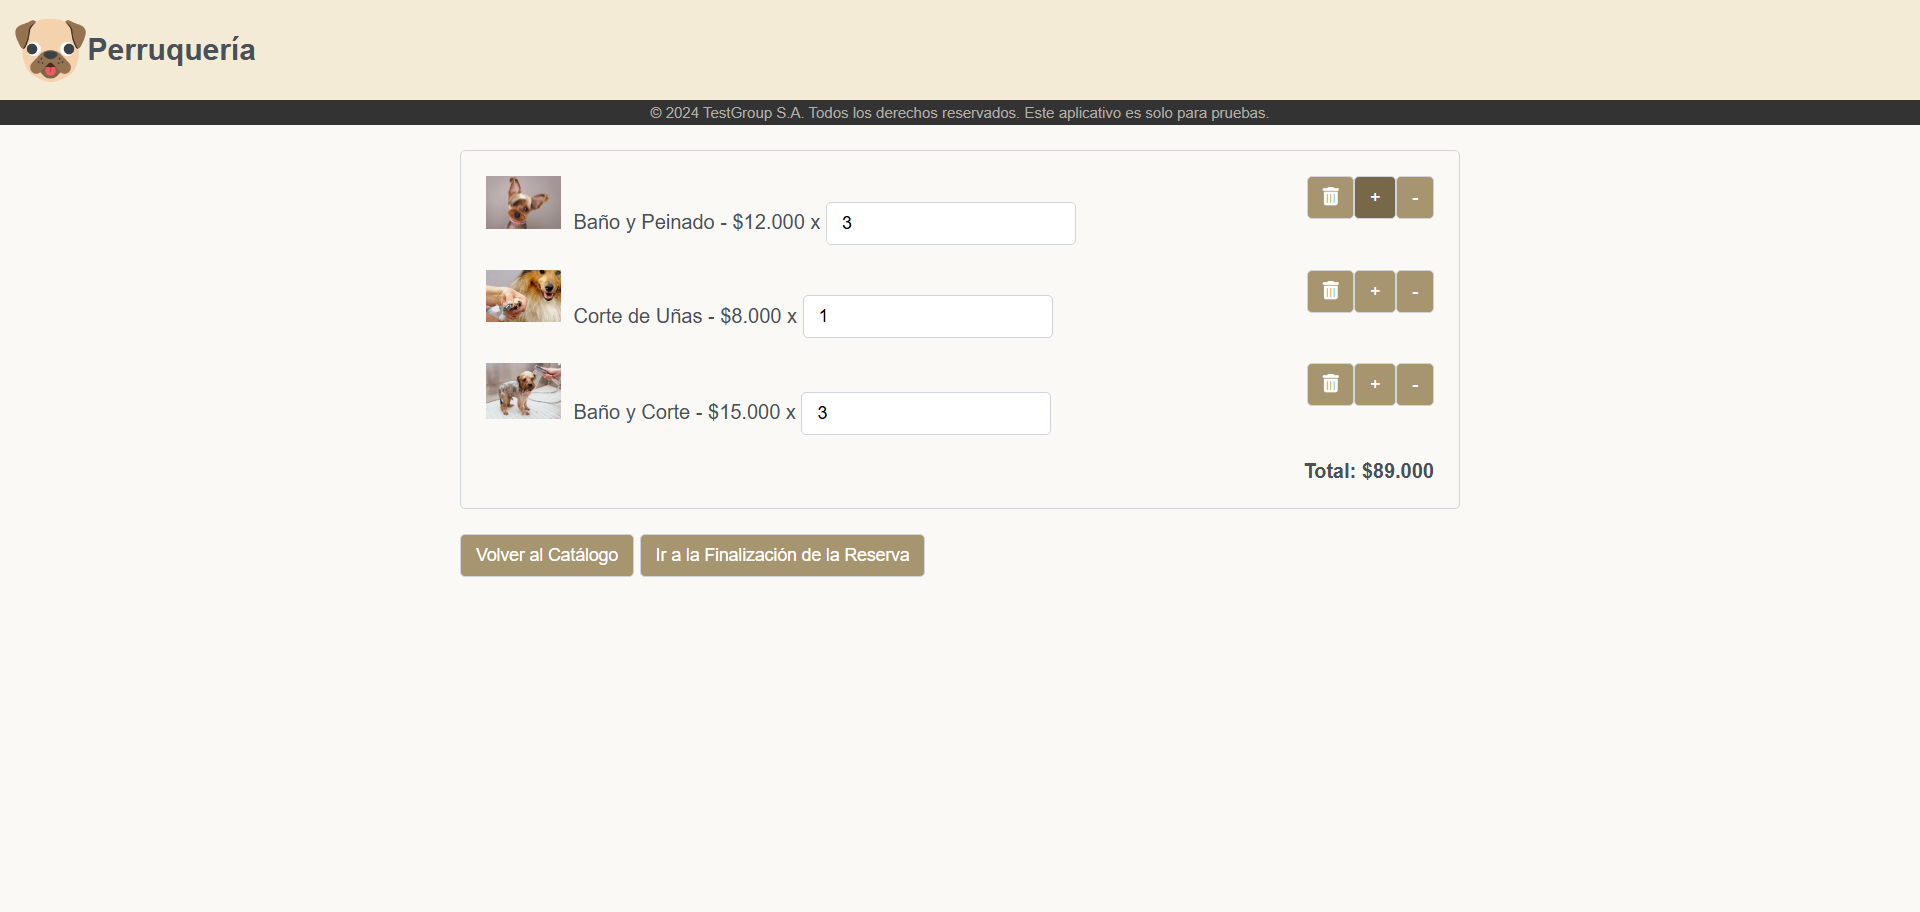 Perruquería
© 2024 TestGroup S.A. Todos los derechos reservados. Este aplicativo es solo para pruebas.
Baño y Peinado - $12.000 x 3
+ -
Corte de Uñas - $8.000 x 1
+ -
Baño y Corte - $15.000 x 3
+ -
Total: $89.000
Volver al Catálogo Ir a la Finalización de la Reserva